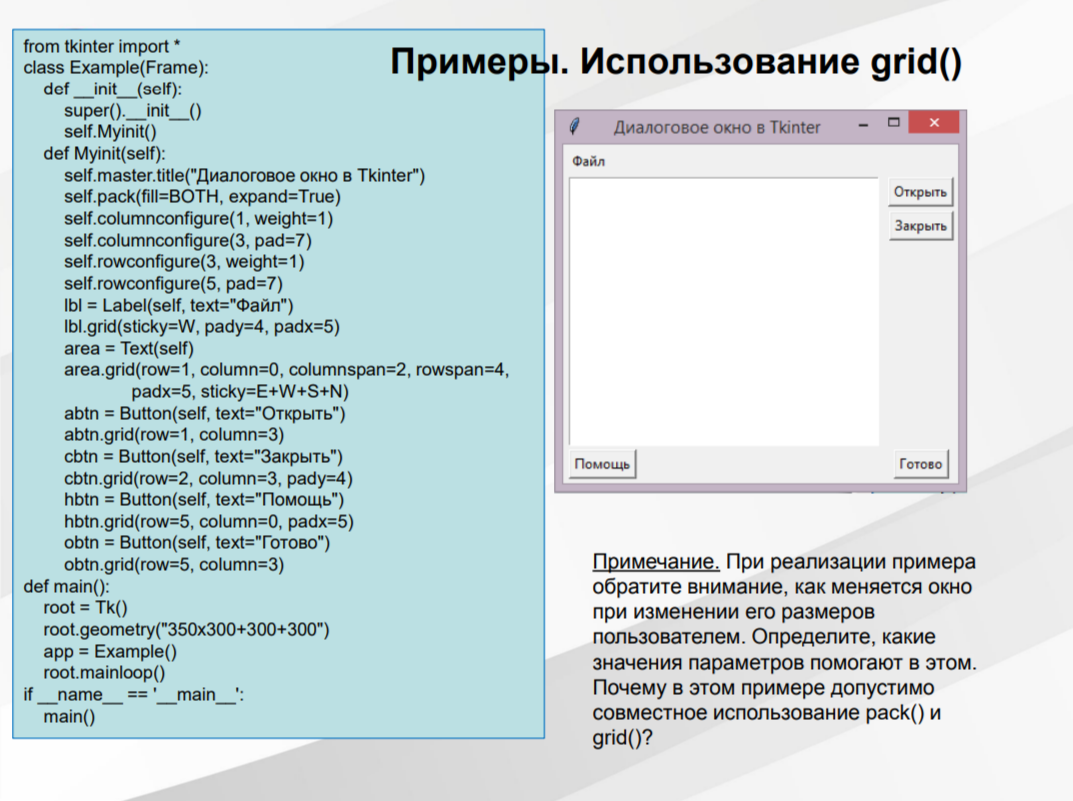 Примеры. Использование grid()
from tkinter import *
class Example(Frame):
def __init__(self):
super().__init__()
self.Myinit()
def Myinit(self):
self.master.title("Диалоговое окно в Tkinter")
self.pack(fill=BOTH, expand=True)
self.columnconfigure(1, weight=1)
self.columnconfigure(3, pad=7)
self.rowconfigure(3, weight=1)
self.rowconfigure(5, pad=7)
lbl = Label(self, text="Файл")
lbl.grid(sticky=W, pady=4, padx=5)
area = Text(self)
area.grid(row=1, column=0, columnspan=2, rowspan=4,
padx=5, sticky=E+W+S+N)
abtn = Button(self, text="Открыть")
abtn.grid(row=1, column=3)
cbtn = Button(self, text="Закрыть")
cbtn.grid(row=2, column=3, pady=4)
hbtn = Button(self, text="Помощь")
hbtn.grid(row=5, column=0, padx=5)
obtn = Button(self, text="Готово")
obtn.grid(row=5, column=3)
def main():
root = Tk()
root.geometry("350x300+300+300")
app = Example()
root.mainloop()
if __name__ == '__main__':
main()
Диалоговое окно в Tkinter
Файл
Открыть
Закрыть
Помощь
Готово
Примечание. При реализации примера
обратите внимание, как меняется окно
при изменении его размеров
пользователем. Определите, какие
значения параметров помогают в этом.
Почему в этом примере допустимо
совместное использование pack() и
grid()?